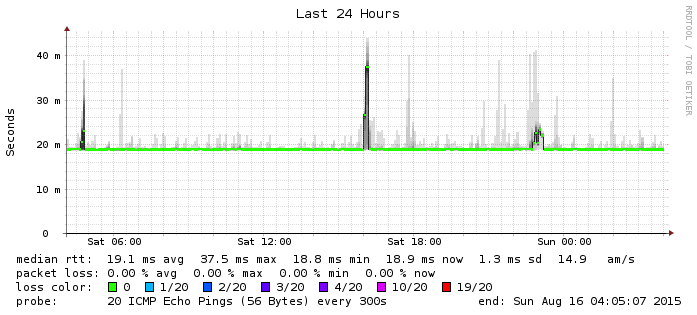 Last 24 Hours
RRDTOOL / TOBI OETIKER
Seconds
40 m
30 m
20 m
10 m
0
Sat 06:00 Sat 12:00 Sat 18:00 Sun 00:00
median rtt: 19.1 ms avg 37.5 ms max 18.8 ms min 18.9 ms now 1.3 ms sd 14.9 am/s
packet loss: 0.00 % avg 0.00 % max 0.00 % min 0.00 % now
loss color: 0 1/20 2/20 3/20 4/20 10/20 19/20
probe: 20 ICMP Echo Pings (56 Bytes) every 300s end: Sun Aug 16 04:05:07 2015